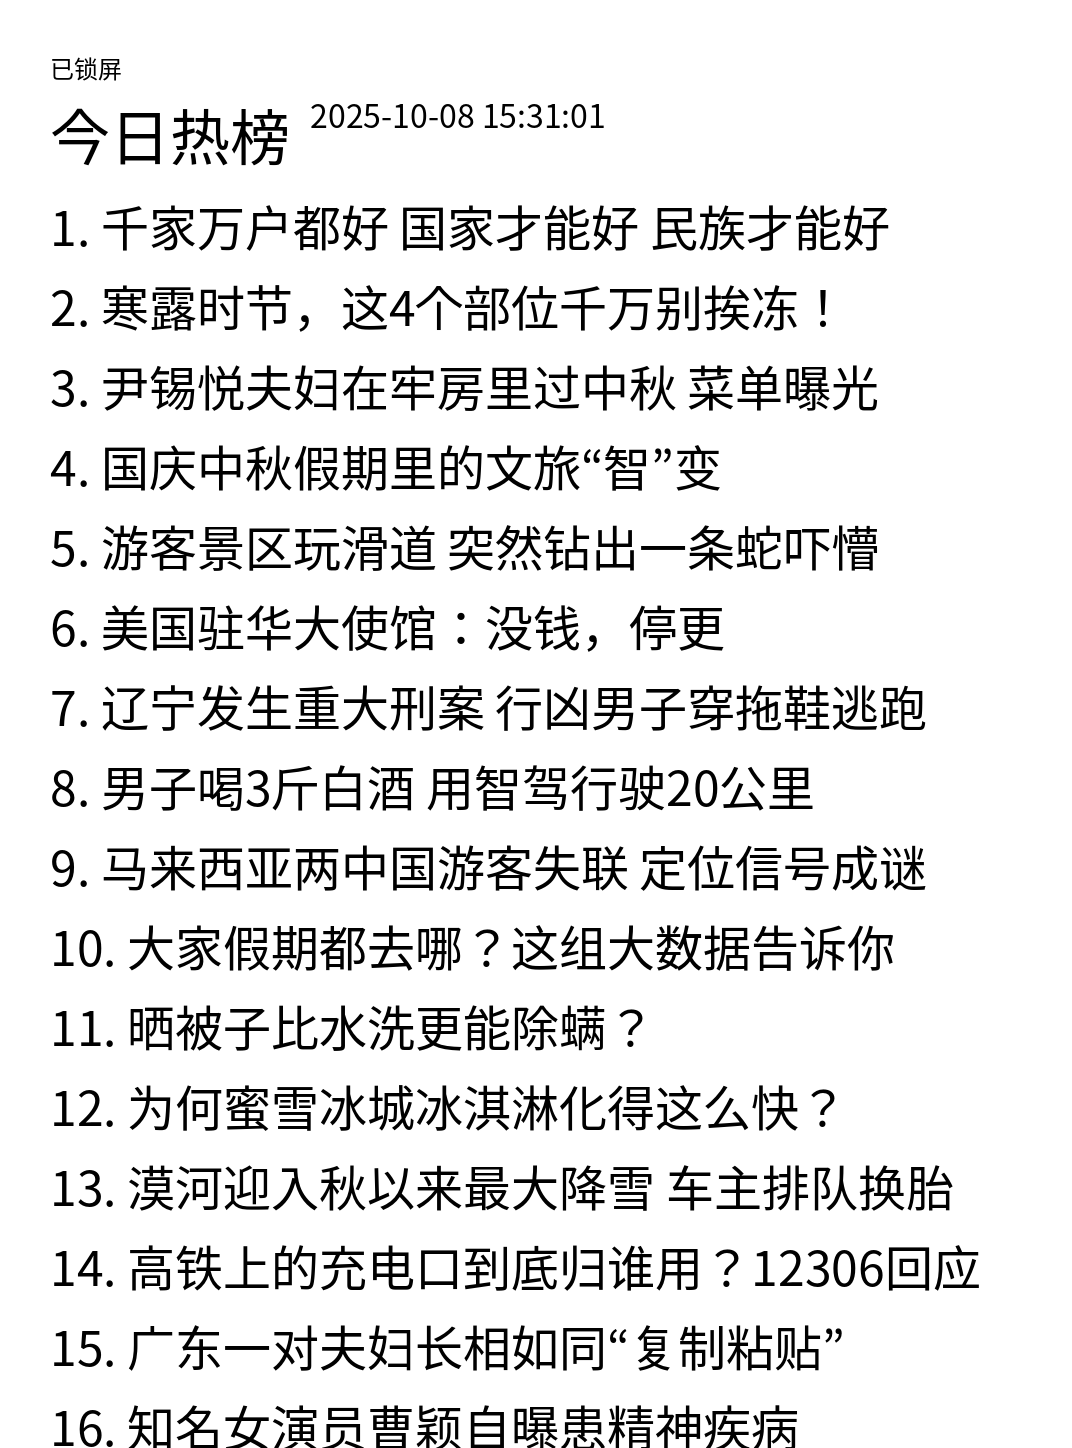 已锁屏
今日热榜 2025-10-08 15:31:01
1. 千家万户都好 国家才能好 民族才能好
2. 寒露时节，这4个部位千万别挨冻！
3. 尹锡悦夫妇在牢房里过中秋 菜单曝光
4. 国庆中秋假期里的文旅“智”变
5. 游客景区玩滑道 突然钻出一条蛇吓懵
6. 美国驻华大使馆：没钱，停更
7. 辽宁发生重大刑案 行凶男子穿拖鞋逃跑
8. 男子喝3斤白酒 用智驾行驶20公里
9. 马来西亚两中国游客失联 定位信号成谜
10. 大家假期都去哪？这组大数据告诉你
11. 晒被子比水洗更能除螨？
12. 为何蜜雪冰城冰淇淋化得这么快？
13. 漠河迎入秋以来最大降雪 车主排队换胎
14. 高铁上的充电口到底归谁用？12306回应
15. 广东一对夫妇长相如同“复制粘贴”
16. 知名女演员曹颖自曝患精神疾病